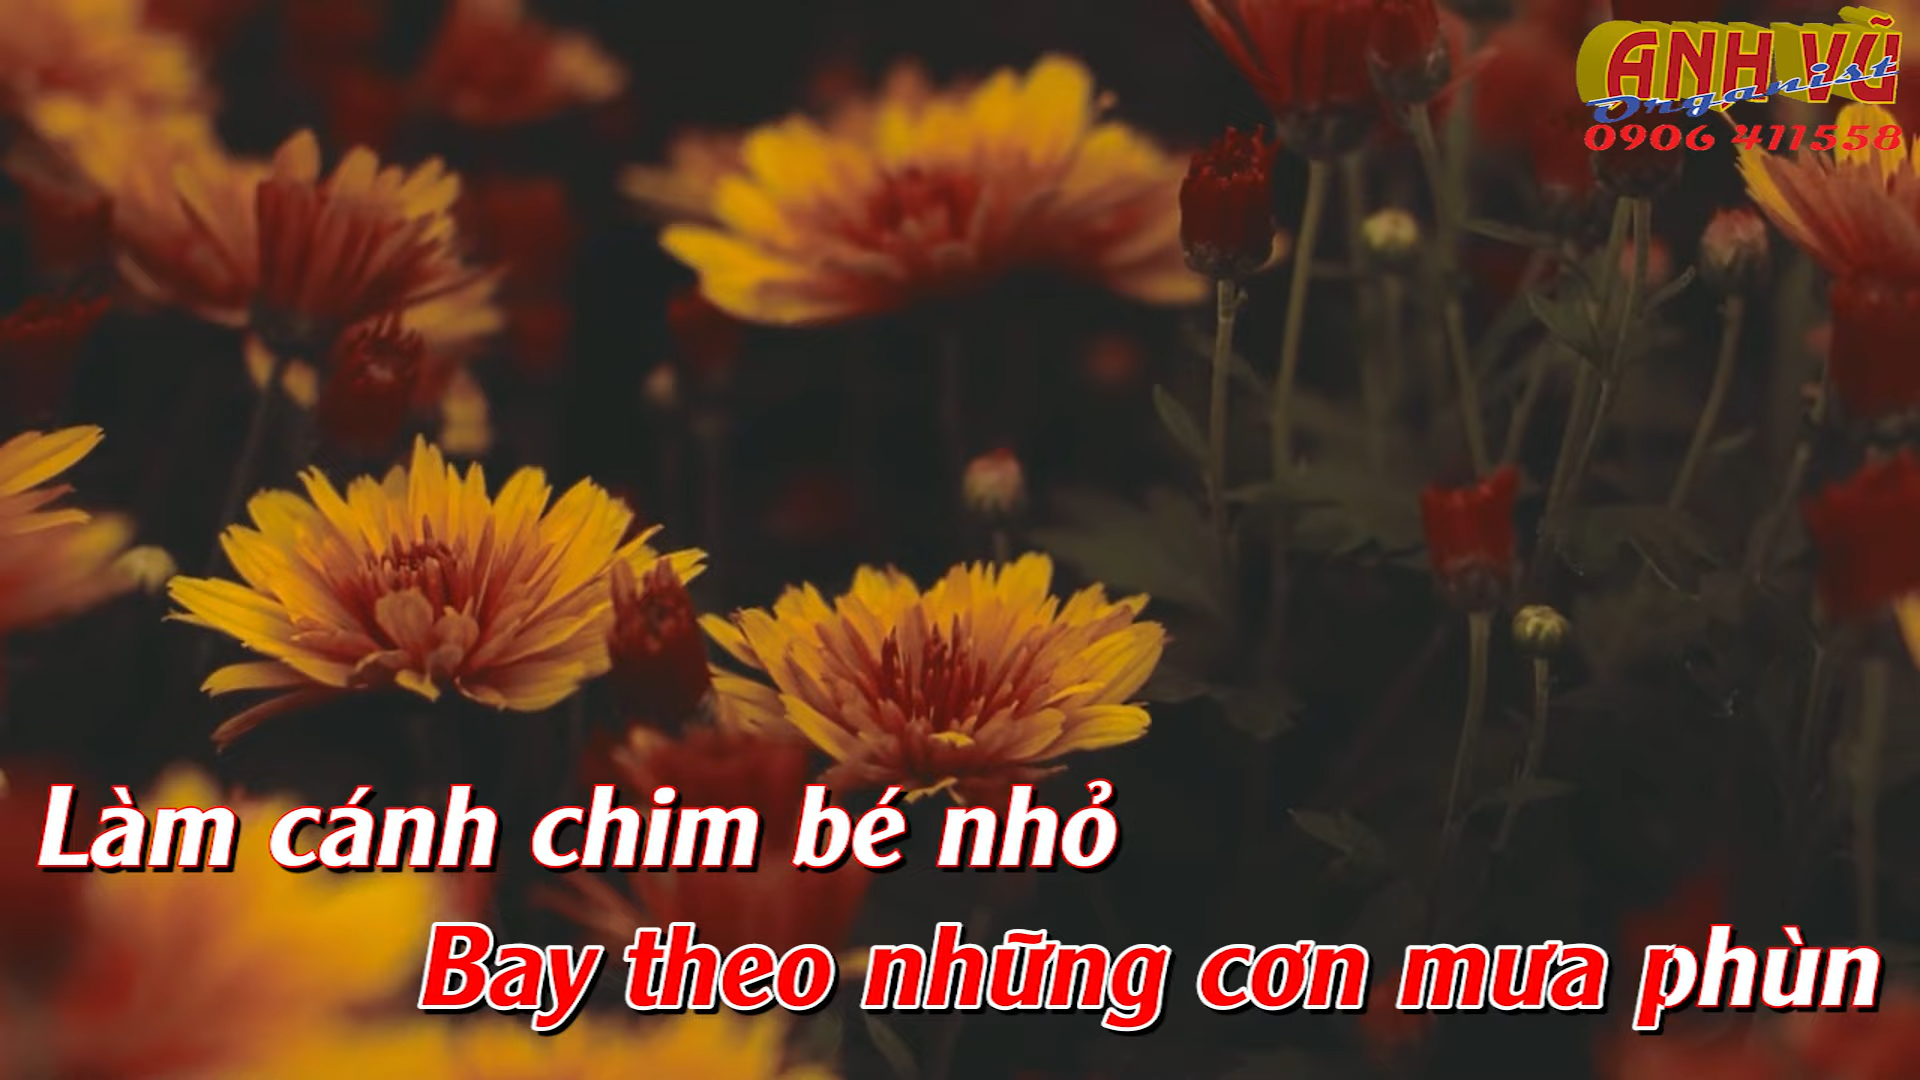 ANH VŨ
Organist
0906 411558
Làm cánh chim bé nhỏ
Bay theo những cơn mưa phùn